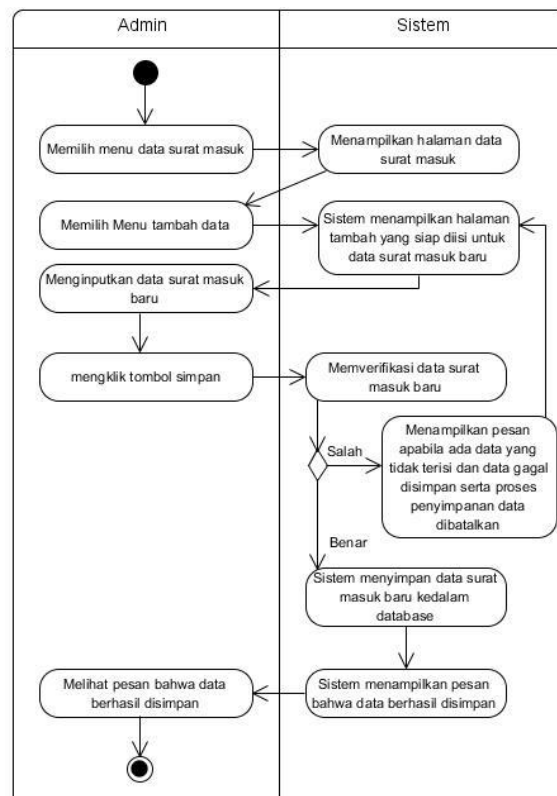 Admin
Sistem
Memilih menu data surat masuk
Menampilkan halaman data
surat masuk
Memilih Menu tambah data
Sistem menampilkan halaman
tambah yang siap diisi untuk
data surat masuk baru
Menginputkan data surat masuk
baru
mengklik tombol simpan
Memverifikasi data surat
masuk baru
Salah
Menampilkan pesan
apabila ada data yang
tidak terisi dan data gagal
disimpan serta proses
penyimpanan data
dibatalkan
Benar
Sistem menyimpan data surat
masuk baru kedalam
database
Sistem menampilkan pesan
bahwa data berhasil disimpan
Melihat pesan bahwa data
berhasil disimpan